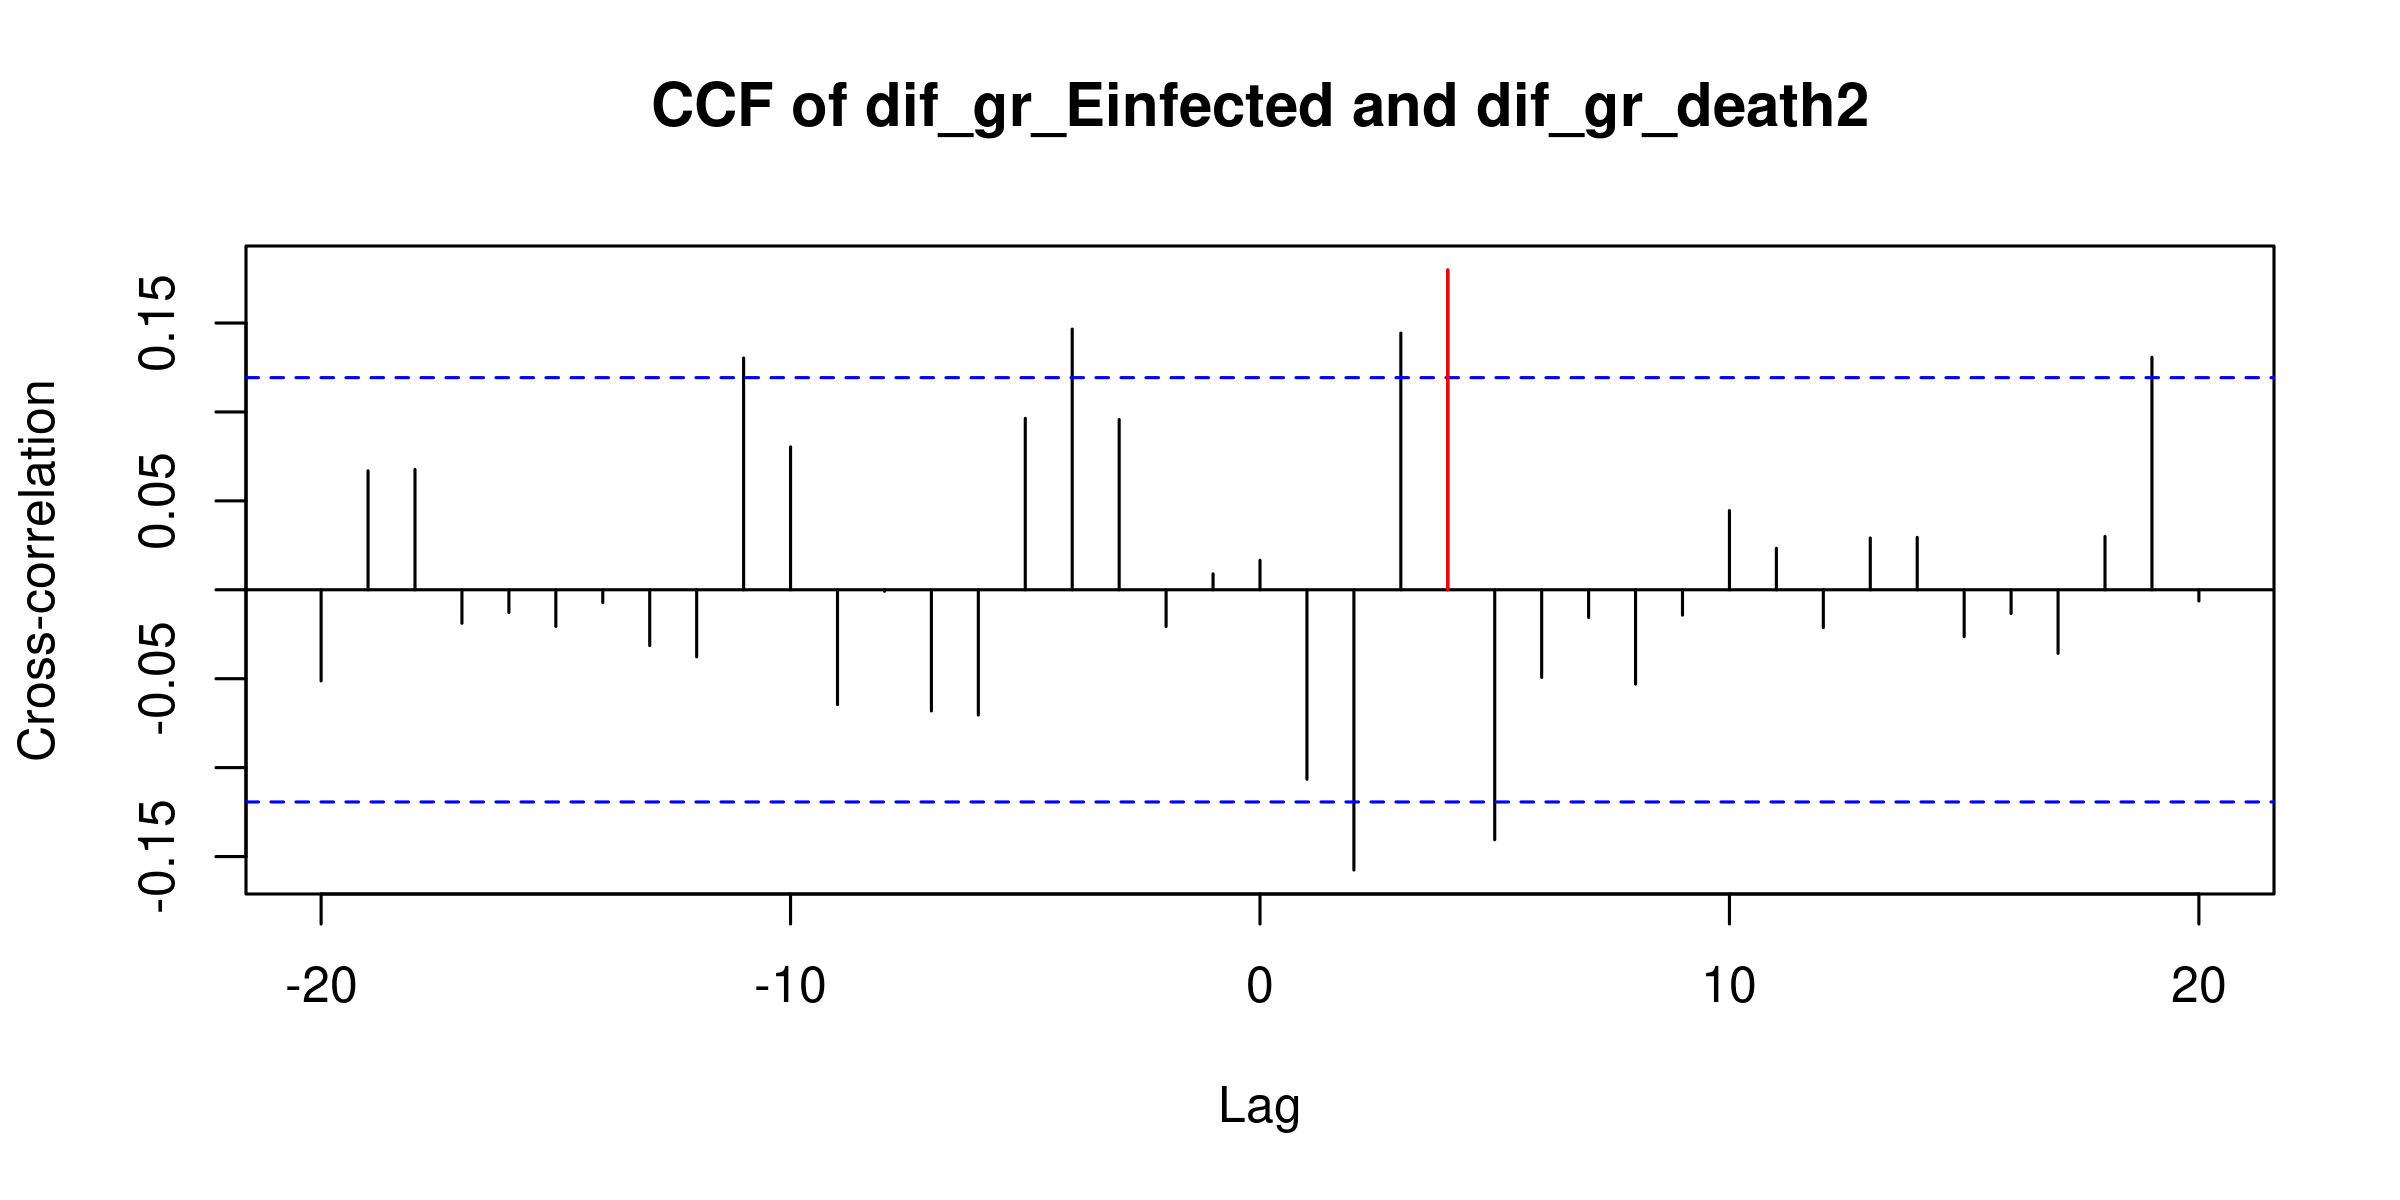 CCF of dif_gr_Einfected and dif_gr_death2
Cross-correlation
0.15
0.05
-0.05
-0.15
-20 -10 0 10 20
Lag